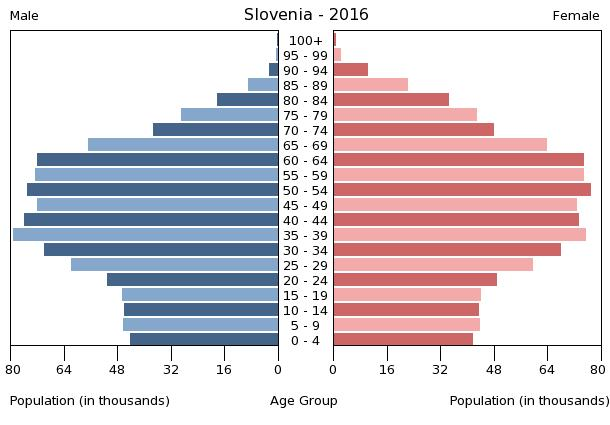 Male Slovenia - 2016 Female
100+
95 - 99
90 - 94
85 - 89
80 - 84
75 - 79
70 - 74
65 - 69
60 - 64
55 - 59
50 - 54
45 - 49
40 - 44
35 - 39
30 - 34
25 - 29
20 - 24
15 - 19
10 - 14
5 - 9
0 - 4
80 64 48 32 16 0 0 16 32 48 64 80
Population (in thousands) Age Group Population (in thousands)